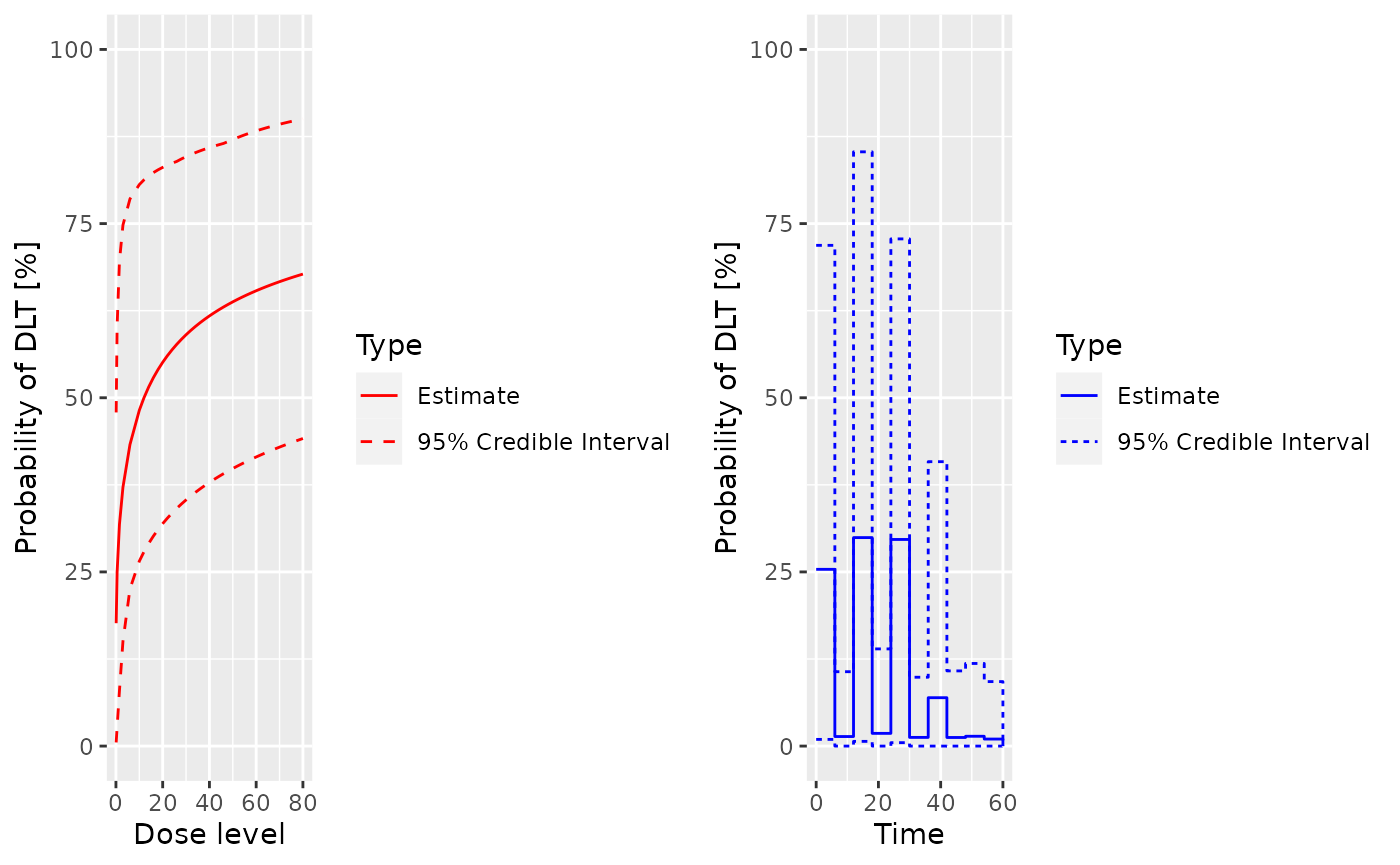 Probability of DLT [%]
100
75
50
25
0
0 20 40 60 80
Dose level
Type
Estimate
95% Credible Interval
Probability of DLT [%]
100
75
50
25
0
0 20 40 60
Time
Type
Estimate
95% Credible Interval